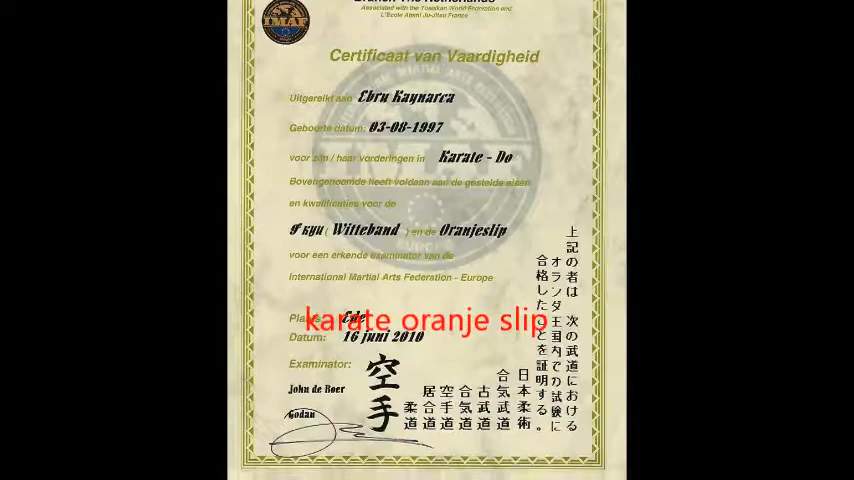 Branch The Netherlands
Associated with the Towakan World Federation and
L'Ecole Atemi Ju-Jitsu France
IMAF
Certificaat van Vaardigheid
Uitgereikt aan Ebru Kaynarca
Geboorte datum: 03-08-1997
voor zijn / haar vorderingen in Karate - Do
Bovengenoemde heeft voldaan aan de gestelde eisen
en kwalificaties voor de
9e kyu ( Witteband ) en de Oranjeslip
voor een erkende examinator van de
International Martial Arts Federation - Europe
Plaats: Ede
karate oranje slip
Datum: 16 juni 2010
Examinator:
John de Boer
Godan
空手
上記の者は 次の武道における
オランダ王国内での試験に
合格したことを証明する。
日本柔術
合気武道
古武道
合気道
空手道
居合道
柔道